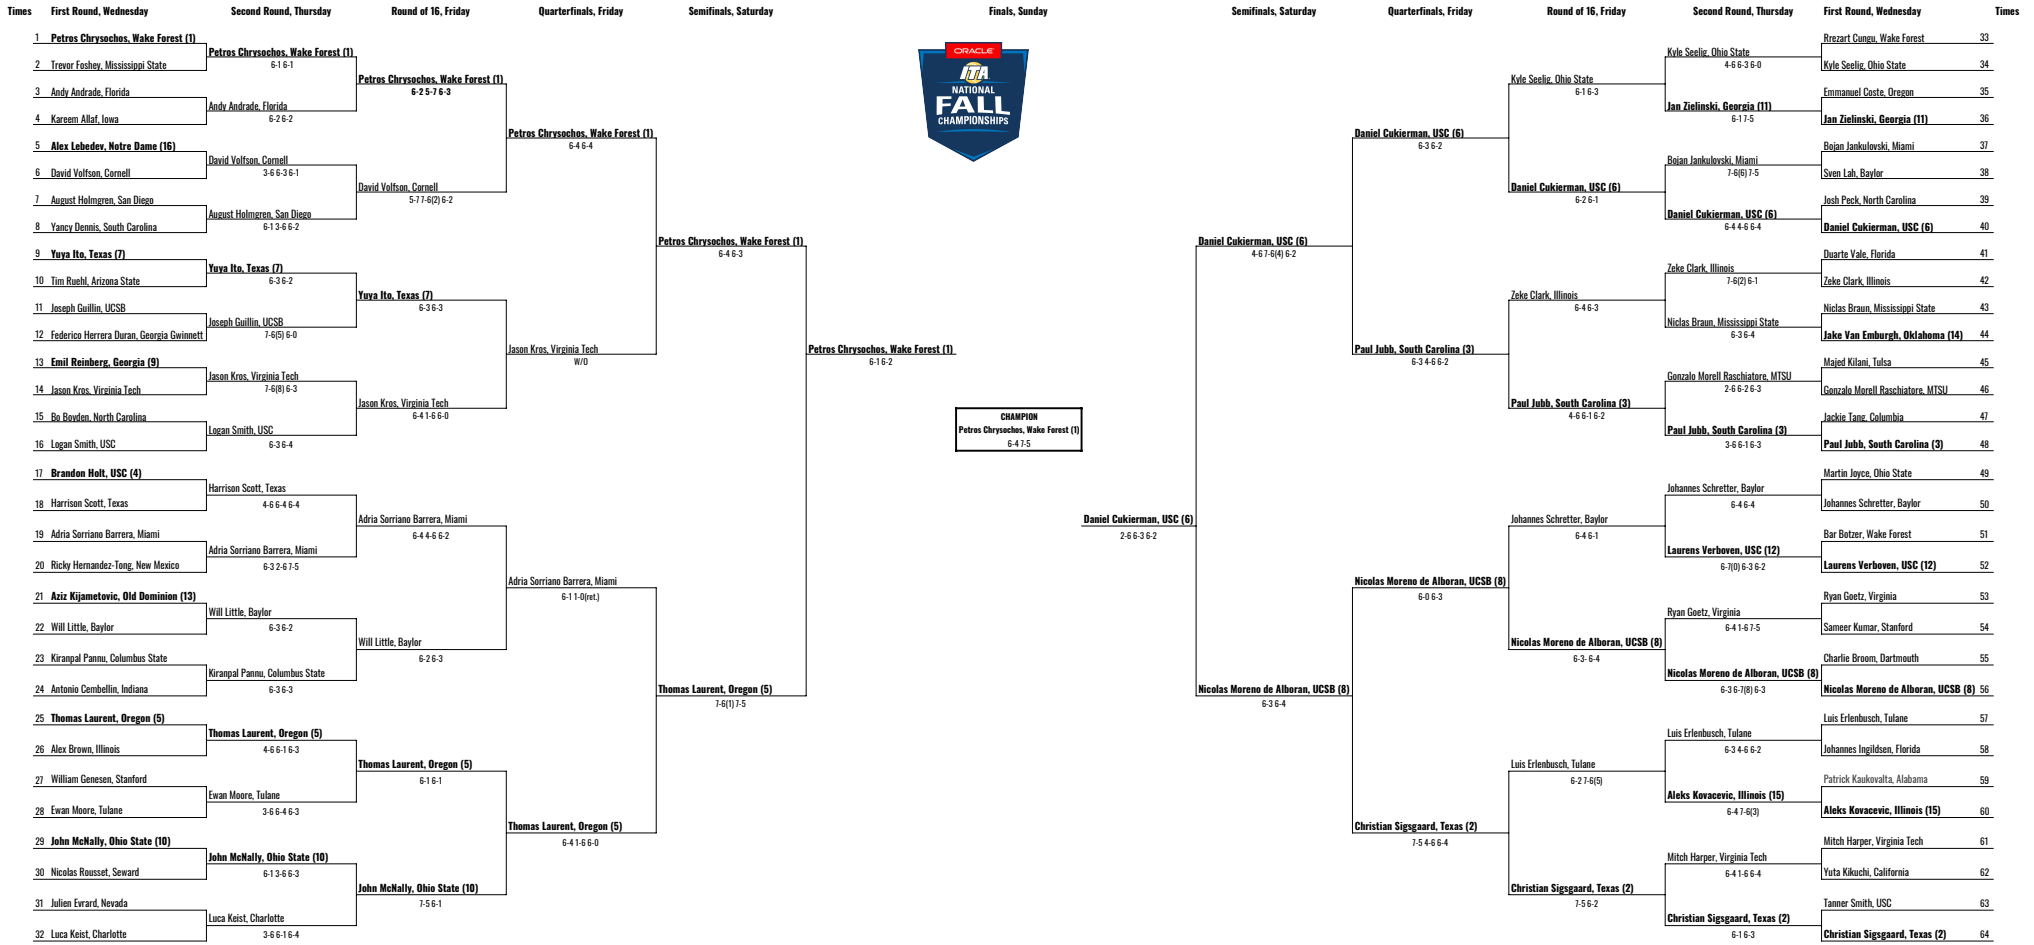 Times First Round, Wednesday Second Round, Thursday Round of 16, Friday Quarterfinals, Friday Semifinals, Saturday Finals, Sunday Semifinals, Saturday Quarterfinals, Friday Round of 16, Friday Second Round, Thursday First Round, Wednesday Times
1 Petros Chrysochos, Wake Forest (1)
2 Trevor Foshey, Mississippi State
3 Andy Andrade, Florida
4 Kareem Allaf, Iowa
5 Alex Lebedev, Notre Dame (16)
6 David Volfson, Cornell
7 August Holmgren, San Diego
8 Yancy Dennis, South Carolina
9 Yuya Ito, Texas (7)
10 Tim Ruehl, Arizona State
11 Joseph Guillin, UCSB
12 Federico Herrera Duran, Georgia Gwinnett
13 Emil Reinberg, Georgia (9)
14 Jason Kros, Virginia Tech
15 Bo Boyden, North Carolina
16 Logan Smith, USC
17 Brandon Holt, USC (4)
18 Harrison Scott, Texas
19 Adria Sorriano Barrera, Miami
20 Ricky Hernandez-Tong, New Mexico
21 Aziz Kijametovic, Old Dominion (13)
22 Will Little, Baylor
23 Kiranpal Pannu, Columbus State
24 Antonio Cembellin, Indiana
25 Thomas Laurent, Oregon (5)
26 Alex Brown, Illinois
27 William Genesen, Stanford
28 Ewan Moore, Tulane
29 John McNally, Ohio State (10)
30 Nicolas Rousset, Seward
31 Julien Evrard, Nevada
32 Luca Keist, Charlotte
Petros Chrysochos, Wake Forest (1)
6-1 6-1
Andy Andrade, Florida
6-2 6-2
David Volfson, Cornell
3-6 6-3 6-1
August Holmgren, San Diego
6-1 3-6 6-2
Yuya Ito, Texas (7)
6-3 6-2
Joseph Guillin, UCSB
7-6(5) 6-0
Jason Kros, Virginia Tech
7-6(8) 6-3
Logan Smith, USC
6-3 6-4
Harrison Scott, Texas
4-6 6-4 6-4
Adria Sorriano Barrera, Miami
6-3 2-6 7-5
Will Little, Baylor
6-3 6-2
Kiranpal Pannu, Columbus State
6-3 6-3
Thomas Laurent, Oregon (5)
4-6 6-1 6-3
Ewan Moore, Tulane
3-6 6-4 6-3
John McNally, Ohio State (10)
6-1 3-6 6-3
Luca Keist, Charlotte
3-6 6-1 6-4
Petros Chrysochos, Wake Forest (1)
6-2 5-7 6-3
David Volfson, Cornell
5-7 7-6(2) 6-2
Yuya Ito, Texas (7)
6-3 6-3
Jason Kros, Virginia Tech
6-4 1-6 6-0
Adria Sorriano Barrera, Miami
6-4 4-6 6-2
Will Little, Baylor
6-2 6-3
Thomas Laurent, Oregon (5)
6-1 6-1
John McNally, Ohio State (10)
7-5 6-1
Petros Chrysochos, Wake Forest (1)
6-4 6-4
Jason Kros, Virginia Tech
W/O
Adria Sorriano Barrera, Miami
6-1 1-0(ret.)
Thomas Laurent, Oregon (5)
6-4 1-6 6-0
Petros Chrysochos, Wake Forest (1)
6-4 6-3
Thomas Laurent, Oregon (5)
7-6(1) 7-5
Petros Chrysochos, Wake Forest (1)
6-1 6-2
ORACLE
ITA
NATIONAL
FALL
CHAMPIONSHIPS
CHAMPION
Petros Chrysochos, Wake Forest (1)
6-4 7-5
Daniel Cukierman, USC (6)
2-6 6-3 6-2
Daniel Cukierman, USC (6)
4-6 7-6(4) 6-2
Nicolas Moreno de Alboran, UCSB (8)
6-3 6-4
Daniel Cukierman, USC (6)
6-3 6-2
Paul Jubb, South Carolina (3)
6-3 4-6 6-2
Nicolas Moreno de Alboran, UCSB (8)
6-0 6-3
Christian Sigsgaard, Texas (2)
7-5 4-6 6-4
Kyle Seelig, Ohio State
6-1 6-3
Daniel Cukierman, USC (6)
6-2 6-1
Zeke Clark, Illinois
6-4 6-3
Paul Jubb, South Carolina (3)
4-6 6-1 6-2
Johannes Schretter, Baylor
6-4 6-1
Nicolas Moreno de Alboran, UCSB (8)
6-3- 6-4
Luis Erlenbusch, Tulane
6-2 7-6(5)
Christian Sigsgaard, Texas (2)
7-5 6-2
Kyle Seelig, Ohio State
4-6 6-3 6-0
Jan Zielinski, Georgia (11)
6-1 7-5
Bojan Jankulovski, Miami
7-6(6) 7-5
Daniel Cukierman, USC (6)
6-4 4-6 6-4
Zeke Clark, Illinois
7-6(2) 6-1
Niclas Braun, Mississippi State
6-3 6-4
Gonzalo Morell Raschiatore, MTSU
2-6 6-2 6-3
Paul Jubb, South Carolina (3)
3-6 6-1 6-3
Johannes Schretter, Baylor
6-4 6-4
Laurens Verboven, USC (12)
6-7(0) 6-3 6-2
Ryan Goetz, Virginia
6-4 1-6 7-5
Nicolas Moreno de Alboran, UCSB (8)
6-3 6-7(8) 6-3
Luis Erlenbusch, Tulane
6-3 4-6 6-2
Aleks Kovacevic, Illinois (15)
6-4 7-6(3)
Mitch Harper, Virginia Tech
6-4 1-6 6-4
Christian Sigsgaard, Texas (2)
6-1 6-3
Rrezart Cungu, Wake Forest 33
Kyle Seelig, Ohio State 34
Emmanuel Coste, Oregon 35
Jan Zielinski, Georgia (11) 36
Bojan Jankulovski, Miami 37
Sven Lah, Baylor 38
Josh Peck, North Carolina 39
Daniel Cukierman, USC (6) 40
Duarte Vale, Florida 41
Zeke Clark, Illinois 42
Niclas Braun, Mississippi State 43
Jake Van Emburgh, Oklahoma (14) 44
Majed Kilani, Tulsa 45
Gonzalo Morell Raschiatore, MTSU 46
Jackie Tang, Columbia 47
Paul Jubb, South Carolina (3) 48
Martin Joyce, Ohio State 49
Johannes Schretter, Baylor 50
Bar Botzer, Wake Forest 51
Laurens Verboven, USC (12) 52
Ryan Goetz, Virginia 53
Sameer Kumar, Stanford 54
Charlie Broom, Dartmouth 55
Nicolas Moreno de Alboran, UCSB (8) 56
Luis Erlenbusch, Tulane 57
Johannes Ingildsen, Florida 58
Patrick Kaukovalta, Alabama 59
Aleks Kovacevic, Illinois (15) 60
Mitch Harper, Virginia Tech 61
Yuta Kikuchi, California 62
Tanner Smith, USC 63
Christian Sigsgaard, Texas (2) 64